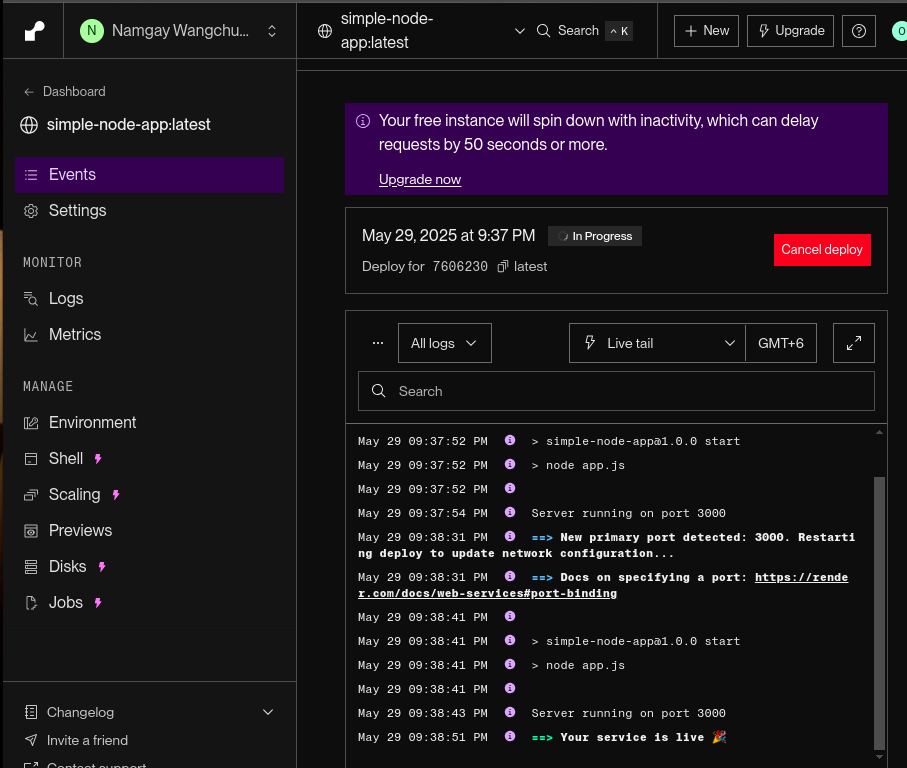 N Namgay Wangchu...
simple-node-
app:latest
Search
K
New
Upgrade
Dashboard
simple-node-app:latest
Events
Settings
MONITOR
Logs
Metrics
MANAGE
Environment
Shell
Scaling
Previews
Disks
Jobs
Changelog
Invite a friend
Contact support
Your free instance will spin down with inactivity, which can delay
requests by 50 seconds or more.
Upgrade now
May 29, 2025 at 9:37 PM In Progress
Deploy for 7606230 latest
Cancel deploy
... All logs Live tail GMT+6
Search
May 29 09:37:52 PM > simple-node-app@1.0.0 start
May 29 09:37:52 PM > node app.js
May 29 09:37:52 PM
May 29 09:37:54 PM Server running on port 3000
May 29 09:38:31 PM ==> New primary port detected: 3000. Restarti
ng deploy to update network configuration...
May 29 09:38:31 PM ==> Docs on specifying a port: https://rende
r.com/docs/web-services#port-binding
May 29 09:38:41 PM
May 29 09:38:41 PM > simple-node-app@1.0.0 start
May 29 09:38:41 PM > node app.js
May 29 09:38:41 PM
May 29 09:38:43 PM Server running on port 3000
May 29 09:38:51 PM ==> Your service is live 🎉